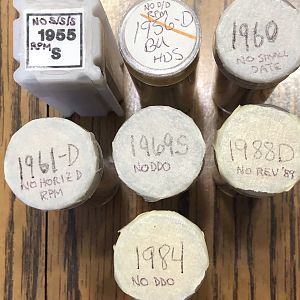 NO S/S/S
1955
RPM S
NO D/D
RPM
1956-D
BU
HDS
1960
NO SMALL
DATE
1961-D
NO HORIZ D
RPM
1969S
NO DDO
1988D
NO REV '89
1984
NO DDO